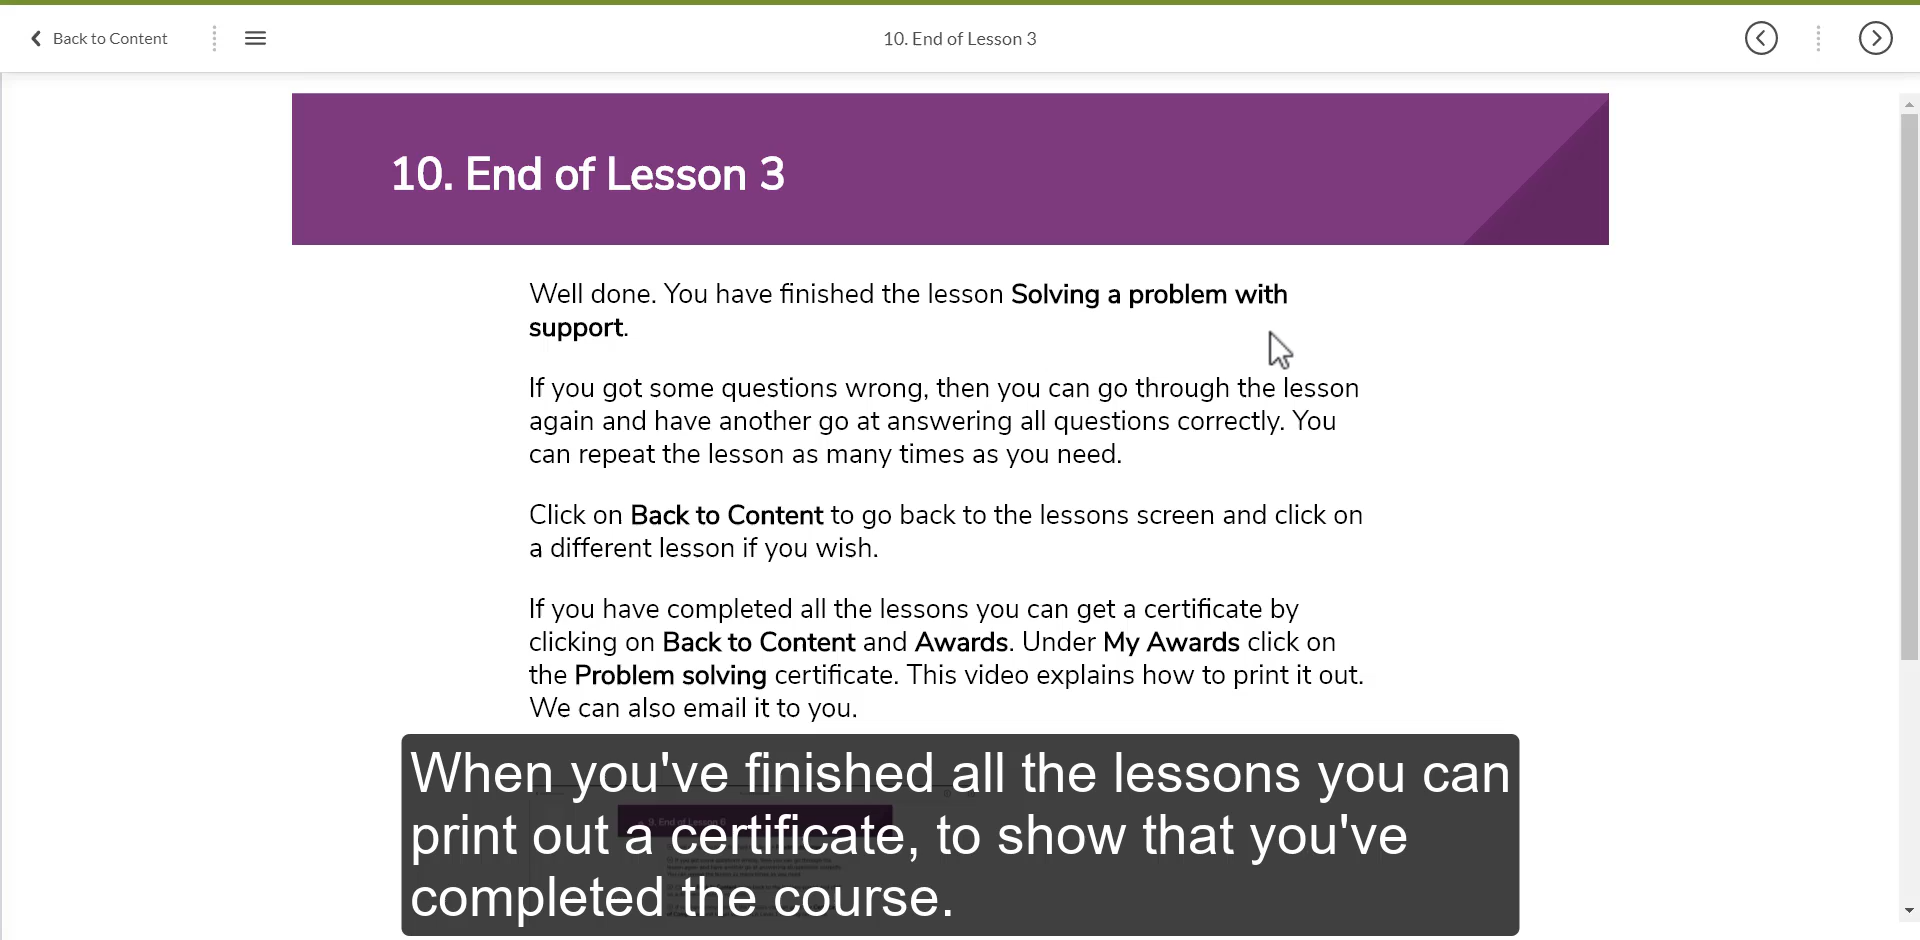 Back to Content
10. End of Lesson 3
10. End of Lesson 3
Well done. You have finished the lesson Solving a problem with
support.
If you got some questions wrong, then you can go through the lesson
again and have another go at answering all questions correctly. You
can repeat the lesson as many times as you need.
Click on Back to Content to go back to the lessons screen and click on
a different lesson if you wish.
If you have completed all the lessons you can get a certificate by
clicking on Back to Content and Awards. Under My Awards click on
the Problem solving certificate. This video explains how to print it out.
We can also email it to you.
When you've finished all the lessons you can
print out a certificate, to show that you've
completed the course.
9. End of Lesson 6